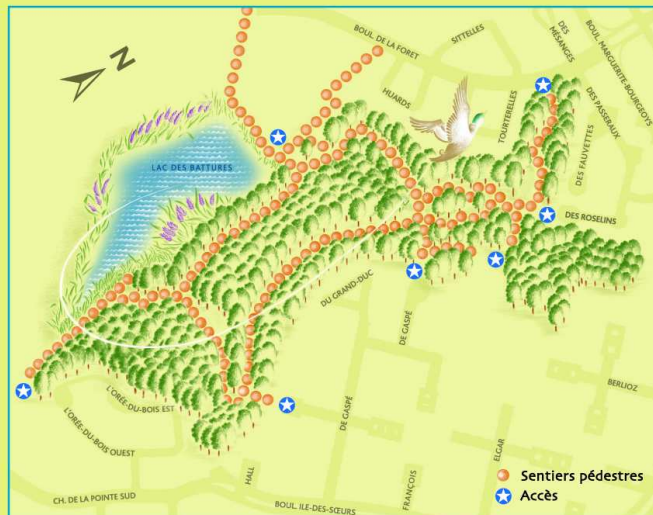 BOUL. DE LA FORET
SITTELLES
DES MÉSANGES
BOUL. MARGUERITE-BOURGEOYS
HUARDS
TOURTERELLES
DES PASSERAUX
DES FAUVETTES
N
LAC DES BATTURES
DES ROSELINS
DU GRAND-DUC
DE GASPÉ
BERLIOZ
L'ORÉE-DU-BOIS EST
L'ORÉE-DU-BOIS OUEST
DE GASPÉ
ELGAR
HALL
FRANÇOIS
CH. DE LA POINTE SUD
BOUL. ILE-DES-SŒURS
Sentiers pédestres
Accès